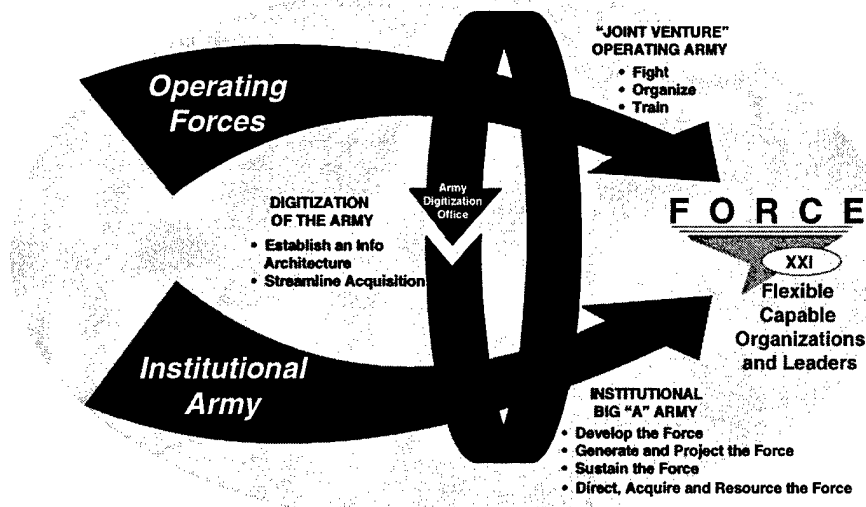 "JOINT VENTURE"
OPERATING ARMY
• Fight
• Organize
• Train
Operating
Forces
Army
Digitization
Office
DIGITIZATION
OF THE ARMY
• Establish an Info
Architecture
• Streamline Acquisition
F O R C E
XXI
Flexible
Capable
Organizations
and Leaders
Institutional
Army
INSTITUTIONAL
BIG "A" ARMY
• Develop the Force
• Generate and Project the Force
• Sustain the Force
• Direct, Acquire and Resource the Force